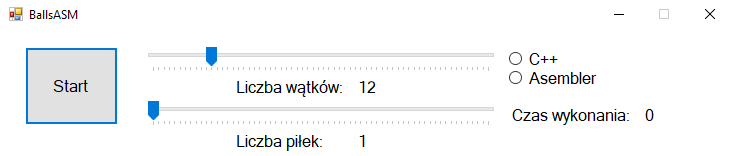 BallsASM
Start
Liczba wątków: 12
Liczba piłek: 1
C++
Asembler
Czas wykonania: 0